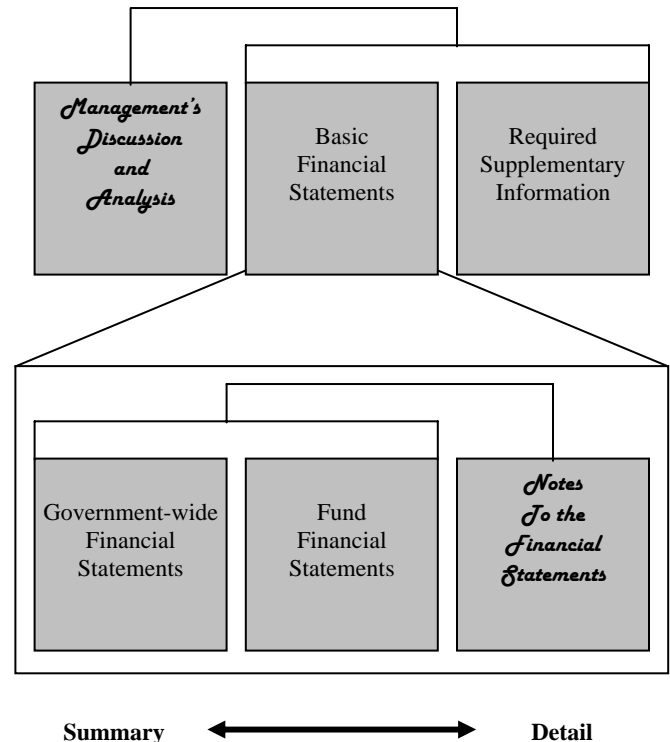 Management's
Discussion
and
Analysis
Basic
Financial
Statements
Required
Supplementary
Information
Government-wide
Financial
Statements
Fund
Financial
Statements
Notes
To the
Financial
Statements
Summary
Detail